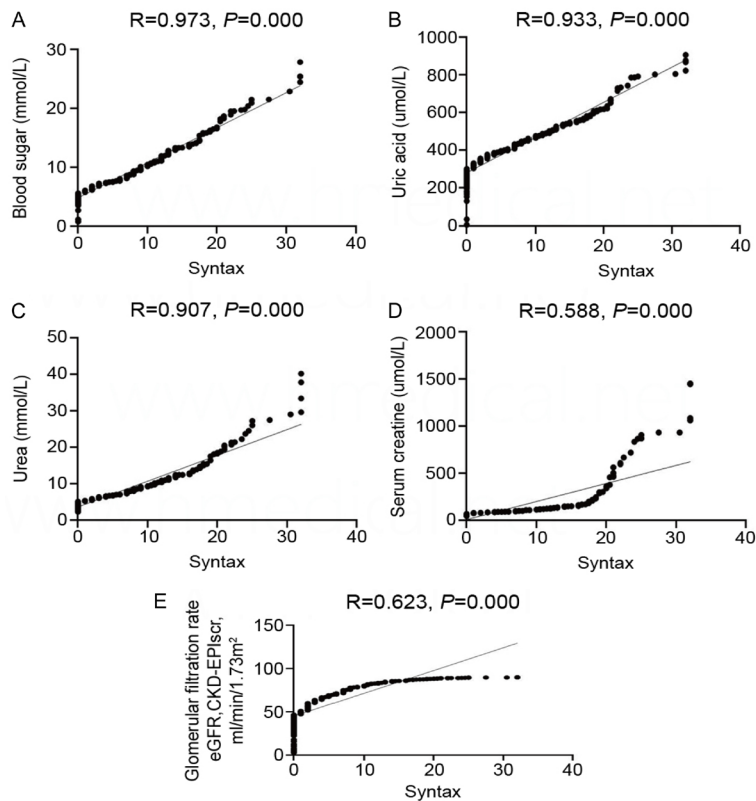 A
R=0.973, P=0.000
Blood sugar (mmol/L)
30
20
10
0
0 10 20 30 40
Syntax
B
R=0.933, P=0.000
Uric acid (umol/L)
1000
800
600
400
200
0
0 10 20 30 40
Syntax
C
R=0.907, P=0.000
Urea (mmol/L)
50
40
30
20
10
0
0 10 20 30 40
Syntax
D
R=0.588, P=0.000
Serum creatine (umol/L)
2000
1500
1000
500
0
0 10 20 30 40
Syntax
E
R=0.623, P=0.000
Glomerular filtration rate
eGFR,CKD-EPIscr,
ml/min/1.73m²
150
100
50
0
0 10 20 30 40
Syntax